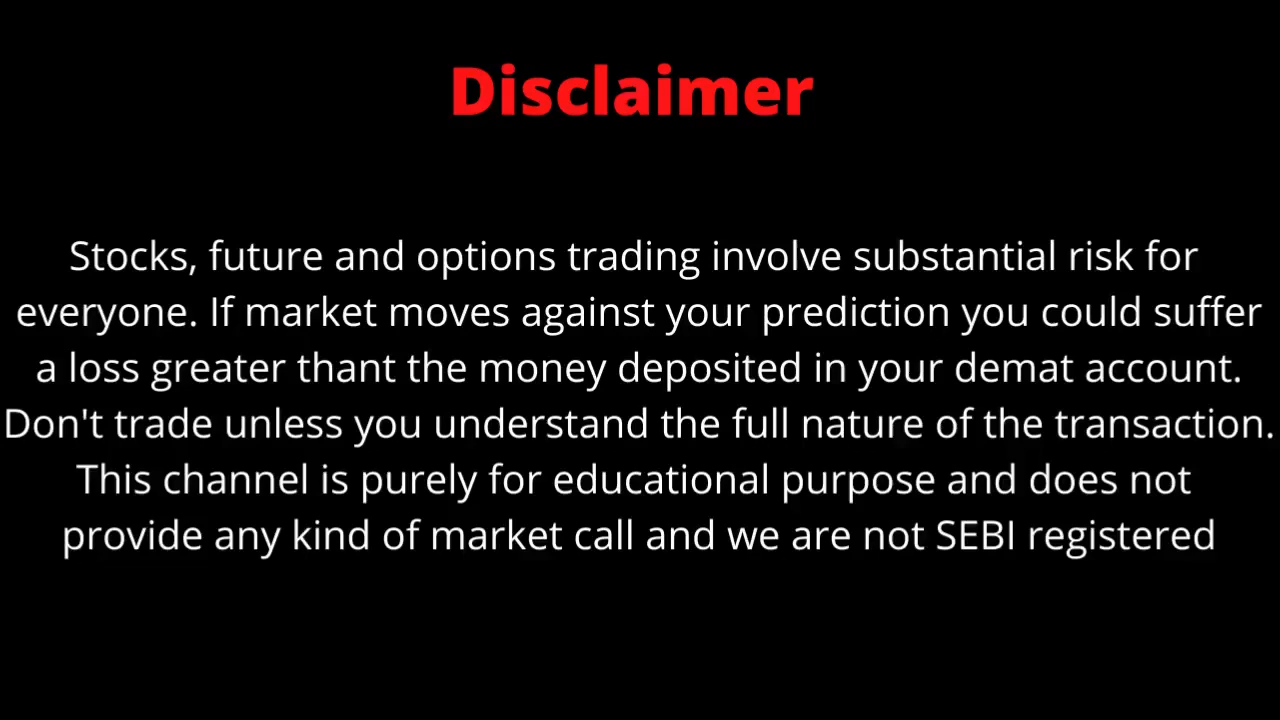 Disclaimer
Stocks, future and options trading involve substantial risk for
everyone. If market moves against your prediction you could suffer
a loss greater thant the money deposited in your demat account.
Don't trade unless you understand the full nature of the transaction.
This channel is purely for educational purpose and does not
provide any kind of market call and we are not SEBI registered